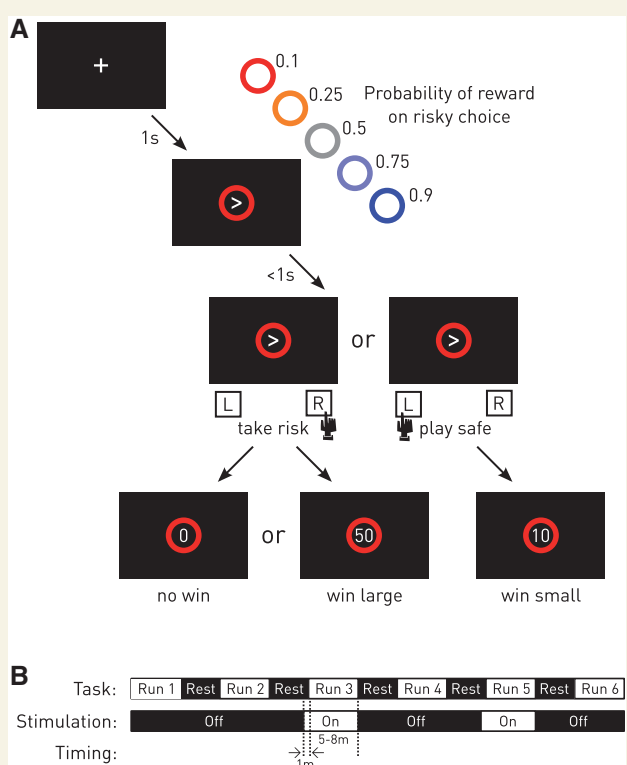 A
+
0.1
0.25
Probability of reward
on risky choice
0.5
0.75
0.9
1s
>
<1s
> or >
L R L R
take risk play safe
0 or 50 10
no win win large win small
B
Task: Run 1 Rest Run 2 Rest Run 3 Rest Run 4 Rest Run 5 Rest Run 6
Stimulation: Off On Off On Off
5-8m
Timing:
1m